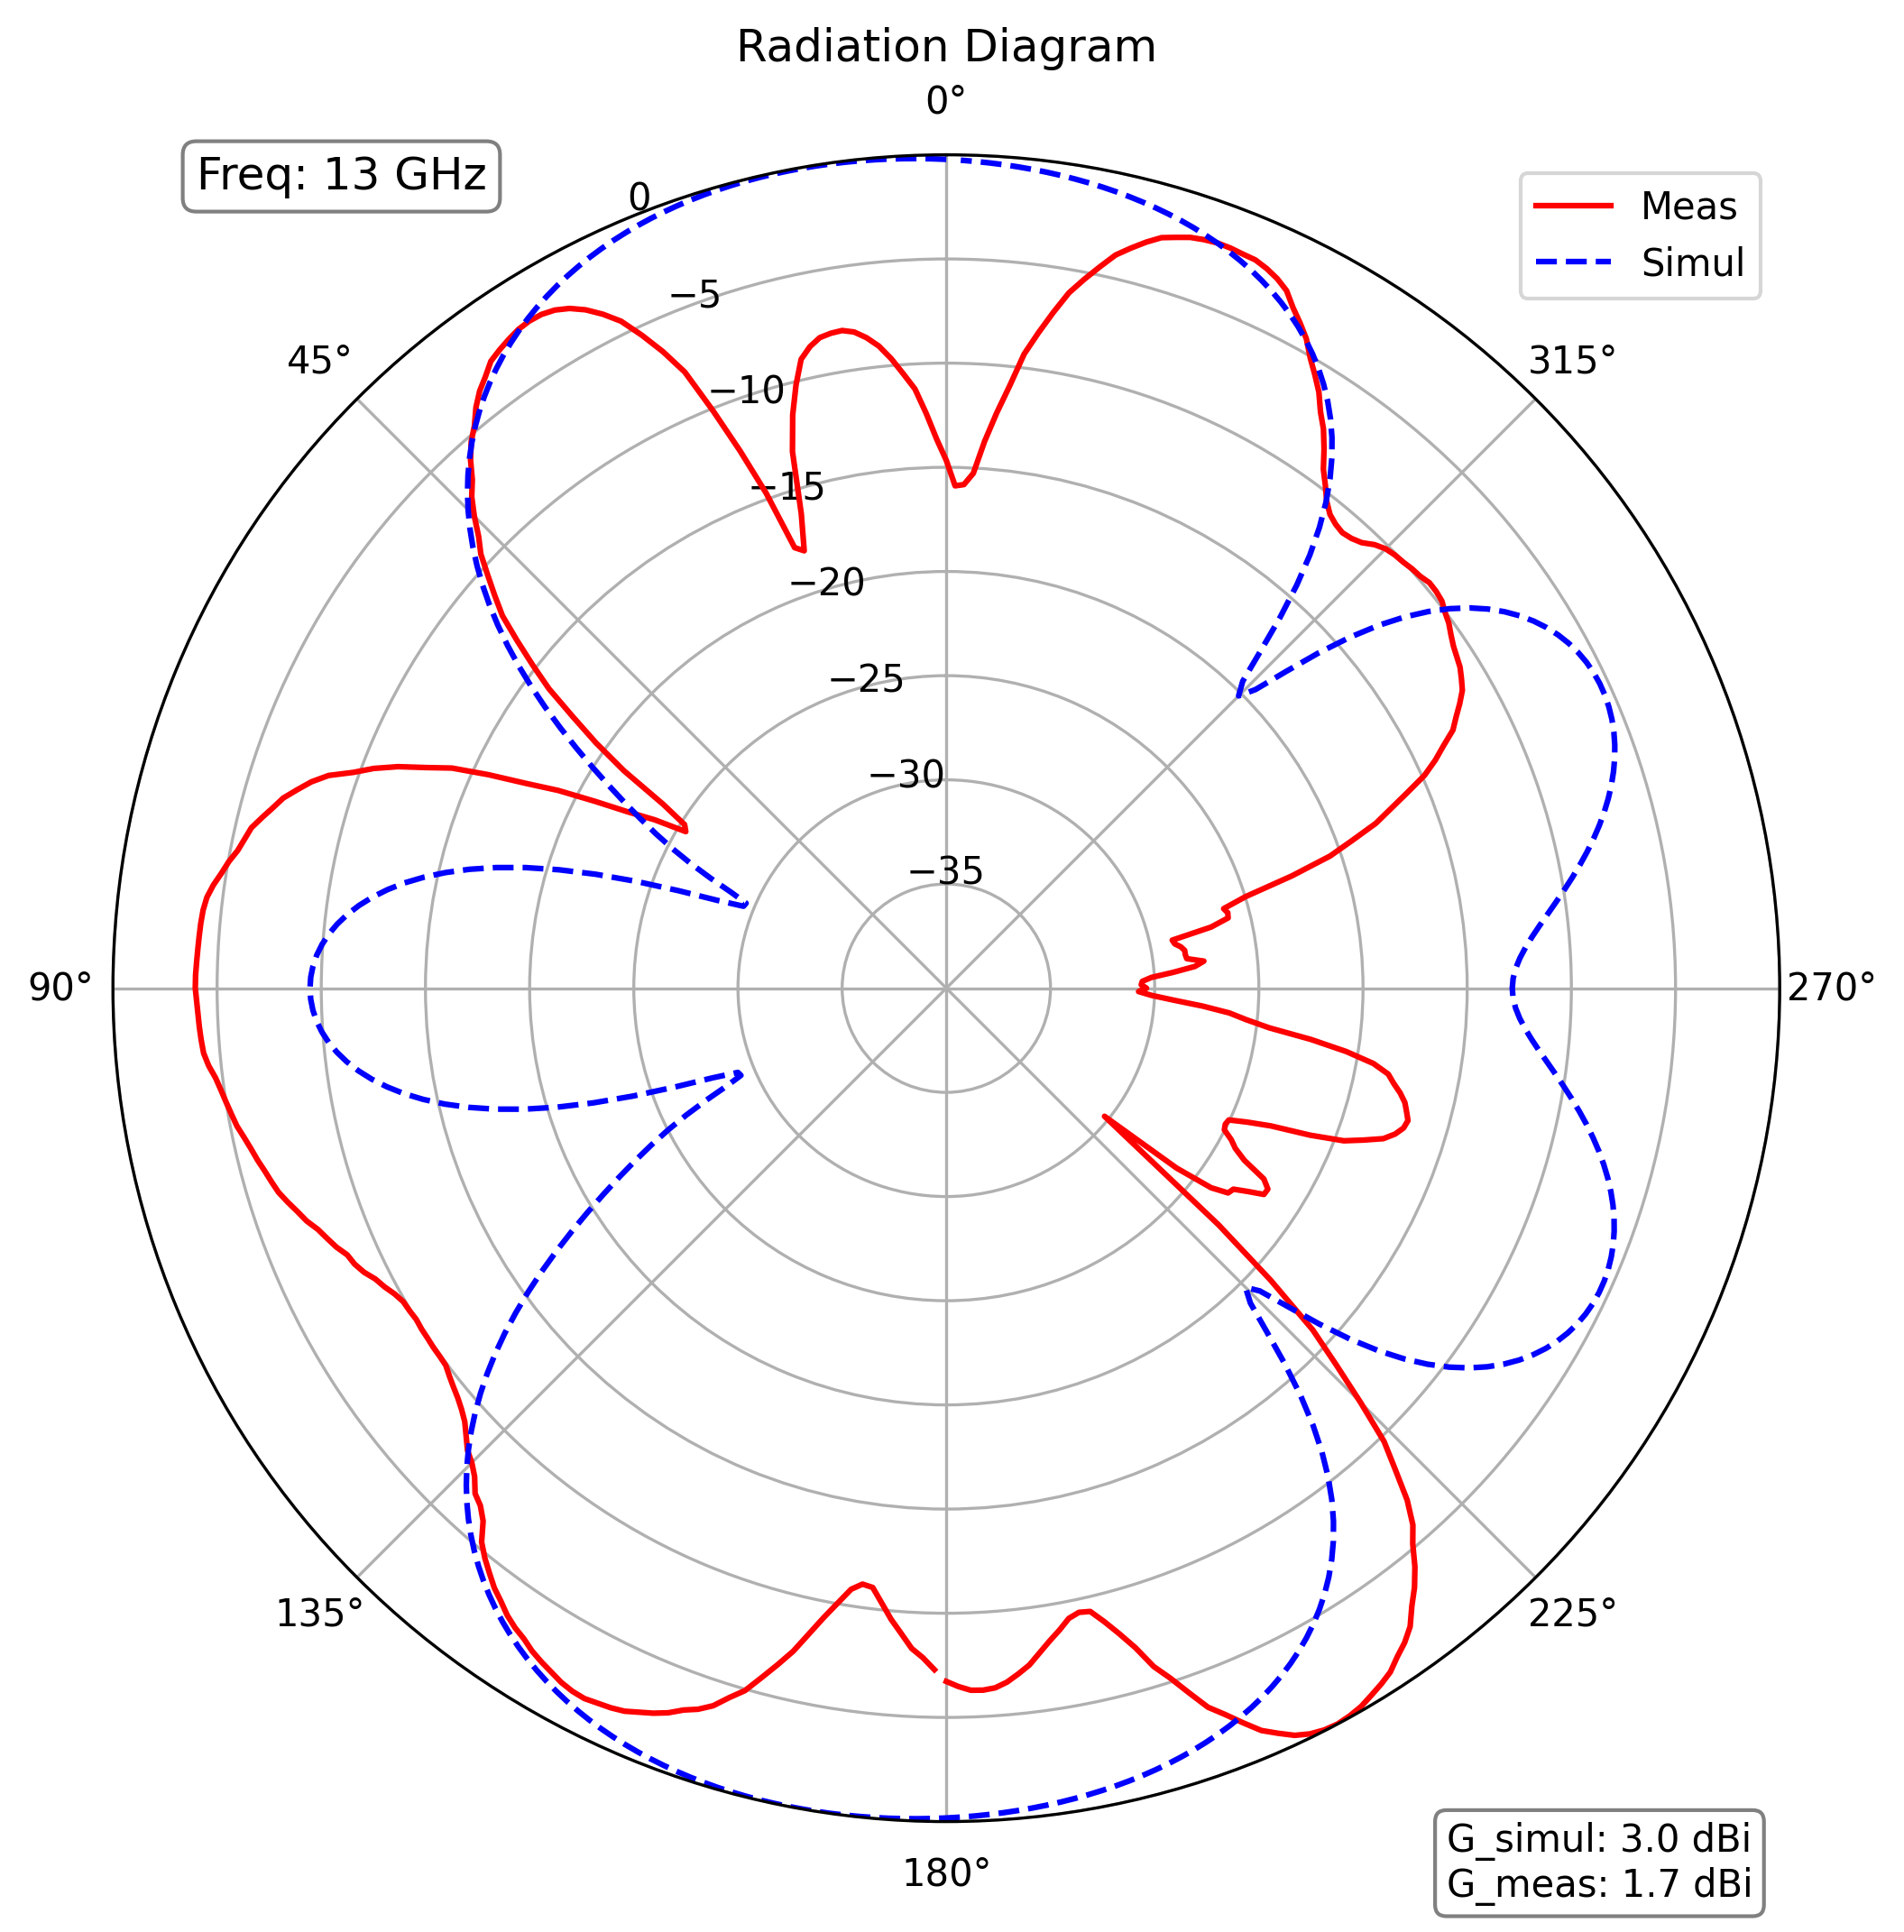 Radiation Diagram
0°
Freq: 13 GHz
0
Meas
Simul
−5
45°
315°
−10
−15
−20
−25
−30
−35
90°
270°
135°
225°
180°
G_simul: 3.0 dBi
G_meas: 1.7 dBi